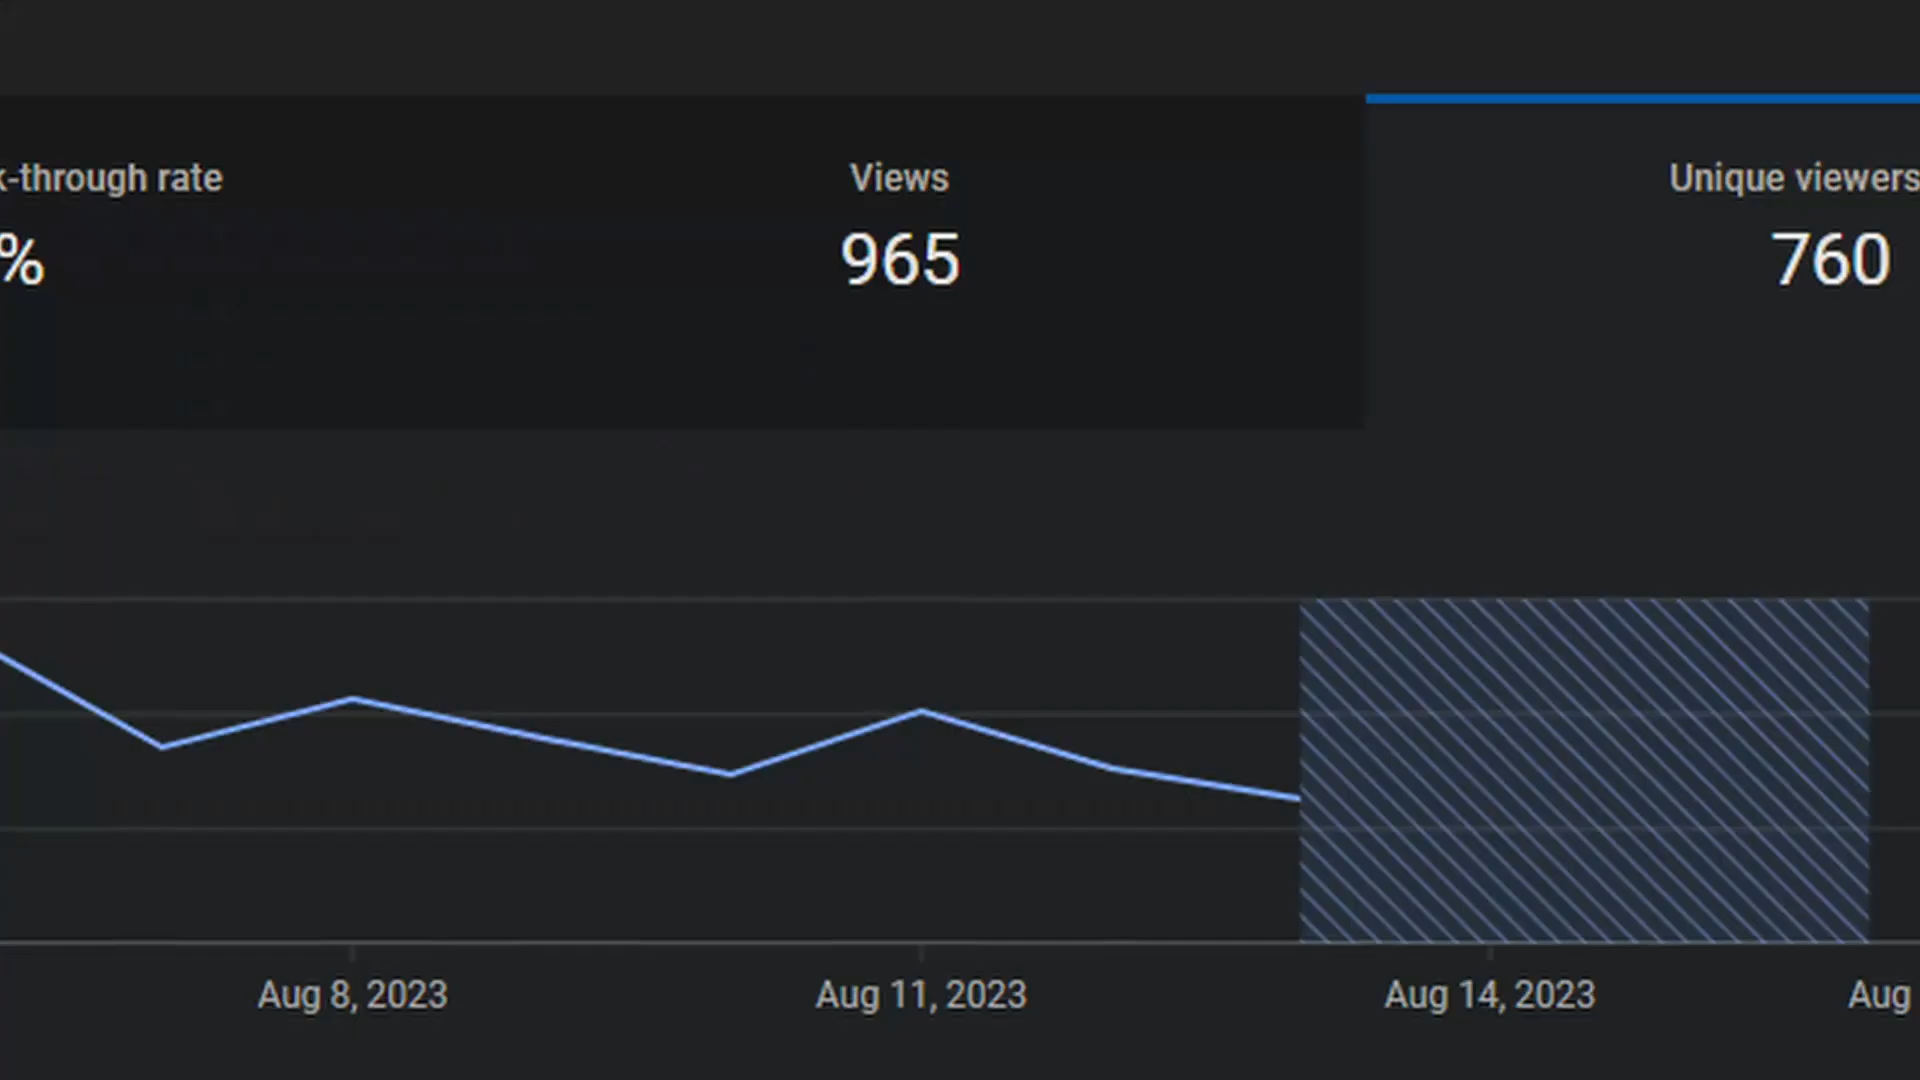 k-through rate
Views
Unique viewers
%
965
760
Aug 8, 2023
Aug 11, 2023
Aug 14, 2023
Aug